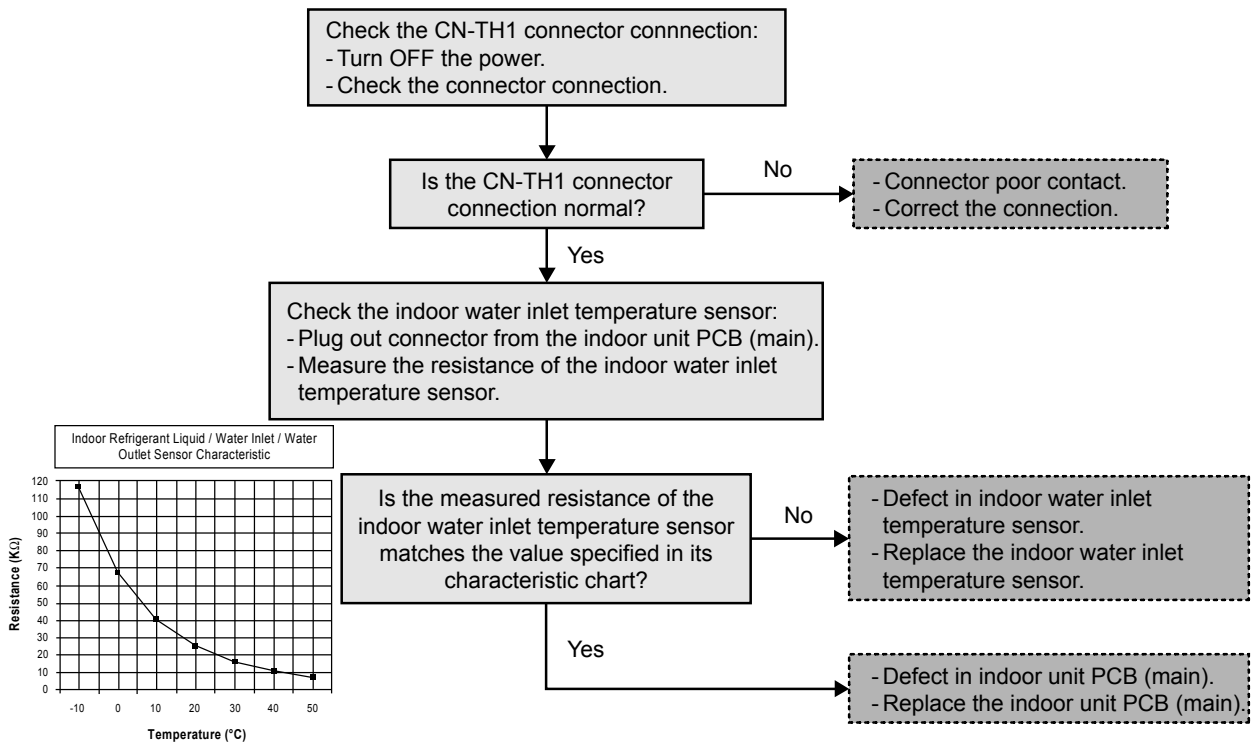 Check the CN-TH1 connector connnection:
- Turn OFF the power.
- Check the connector connection.
Is the CN-TH1 connector
connection normal?
No
- Connector poor contact.
- Correct the connection.
Yes
Check the indoor water inlet temperature sensor:
- Plug out connector from the indoor unit PCB (main).
- Measure the resistance of the indoor water inlet
temperature sensor.
Indoor Refrigerant Liquid / Water Inlet / Water
Outlet Sensor Characteristic
Resistance (KΩ)
120
110
100
90
80
70
60
50
40
30
20
10
0
-10 0 10 20 30 40 50
Temperature (°C)
Is the measured resistance of the
indoor water inlet temperature sensor
matches the value specified in its
characteristic chart?
No
- Defect in indoor water inlet
temperature sensor.
- Replace the indoor water inlet
temperature sensor.
Yes
- Defect in indoor unit PCB (main).
- Replace the indoor unit PCB (main).